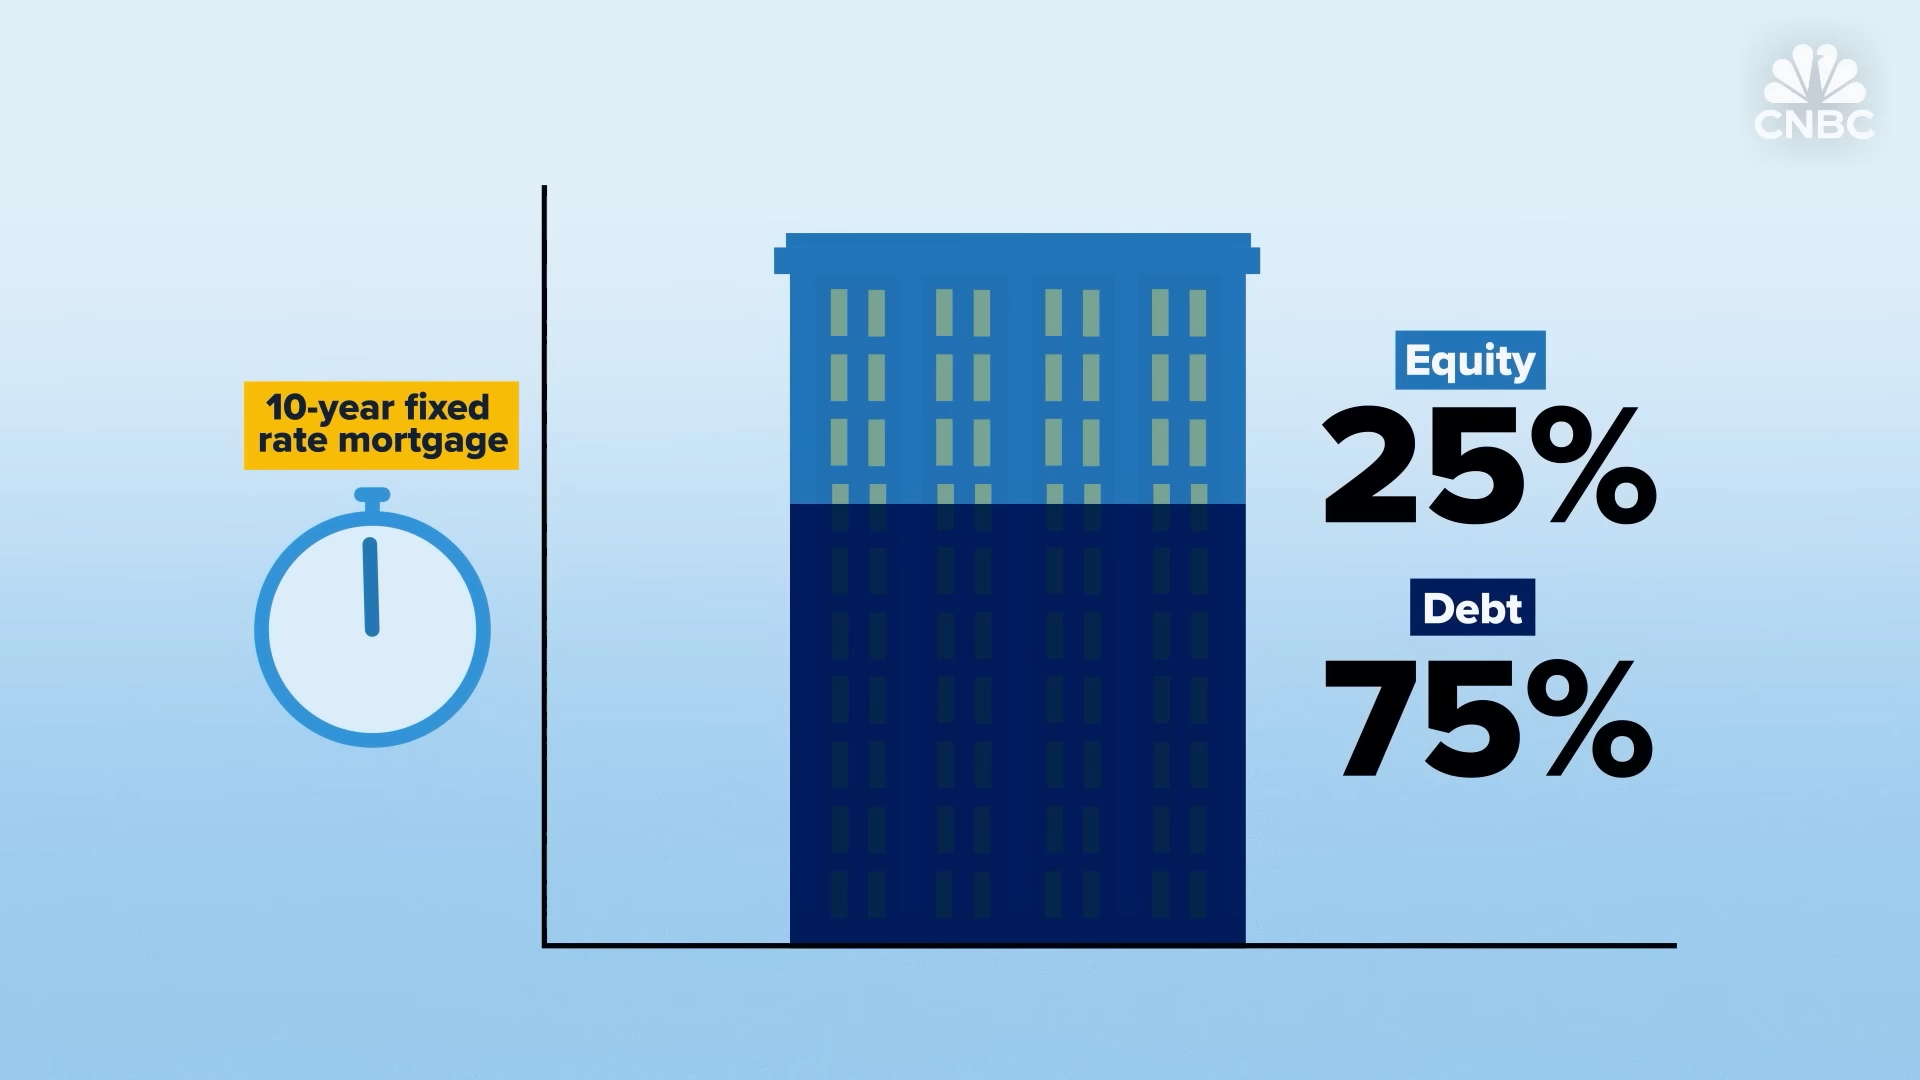 CNBC
10-year fixed
rate mortgage
Equity
25%
Debt
75%